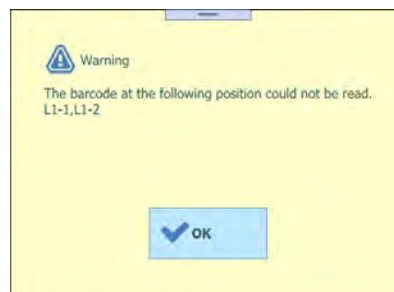 Warning
The barcode at the following position could not be read.
L1-1,L1-2
OK